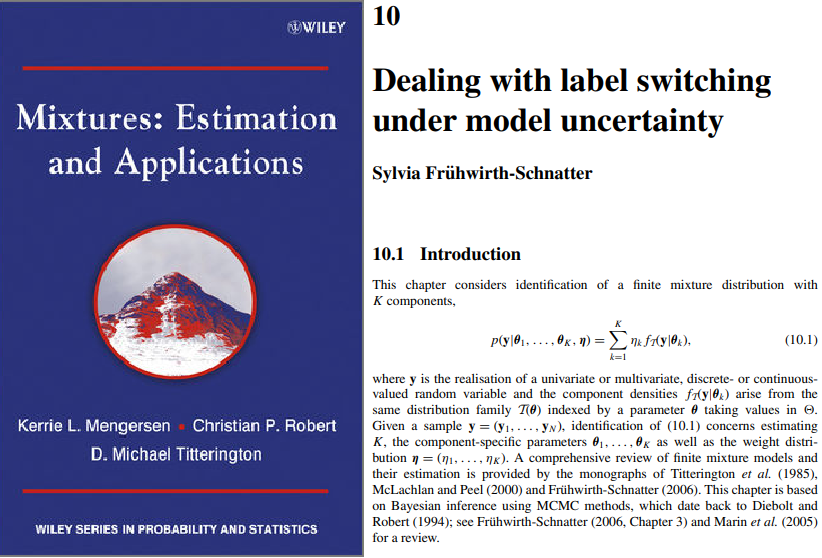 WILEY
Mixtures: Estimation
and Applications
Kerrie L. Mengersen • Christian P. Robert
D. Michael Titterington
WILEY SERIES IN PROBABILITY AND STATISTICS
10
Dealing with label switching
under model uncertainty
Sylvia Frühwirth-Schnatter
10.1 Introduction
This chapter considers identification of a finite mixture distribution with
K components,
p(y|θ₁, . . . , θ_K, η) = ∑_{k=1}^{K} η_k f_𝒯(y|θ_k), (10.1)
where y is the realisation of a univariate or multivariate, discrete- or continuous-
valued random variable and the component densities f_𝒯(y|θ_k) arise from the
same distribution family 𝒯(θ) indexed by a parameter θ taking values in Θ.
Given a sample y = (y₁, . . . , y_N), identification of (10.1) concerns estimating
K, the component-specific parameters θ₁, . . . , θ_K as well as the weight distri-
bution η = (η₁, . . . , η_K). A comprehensive review of finite mixture models and
their estimation is provided by the monographs of Titterington et al. (1985),
McLachlan and Peel (2000) and Frühwirth-Schnatter (2006). This chapter is based
on Bayesian inference using MCMC methods, which date back to Diebolt and
Robert (1994); see Frühwirth-Schnatter (2006, Chapter 3) and Marin et al. (2005)
for a review.